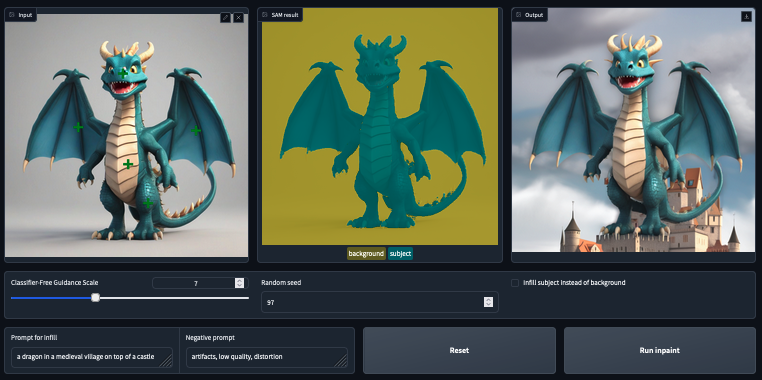 Input
SAM result
Output
background subject
Classifier-Free Guidance Scale
7
Random seed
97
Infill subject instead of background
Prompt for infill
a dragon in a medieval village on top of a castle
Negative prompt
artifacts, low quality, distortion
Reset
Run inpaint